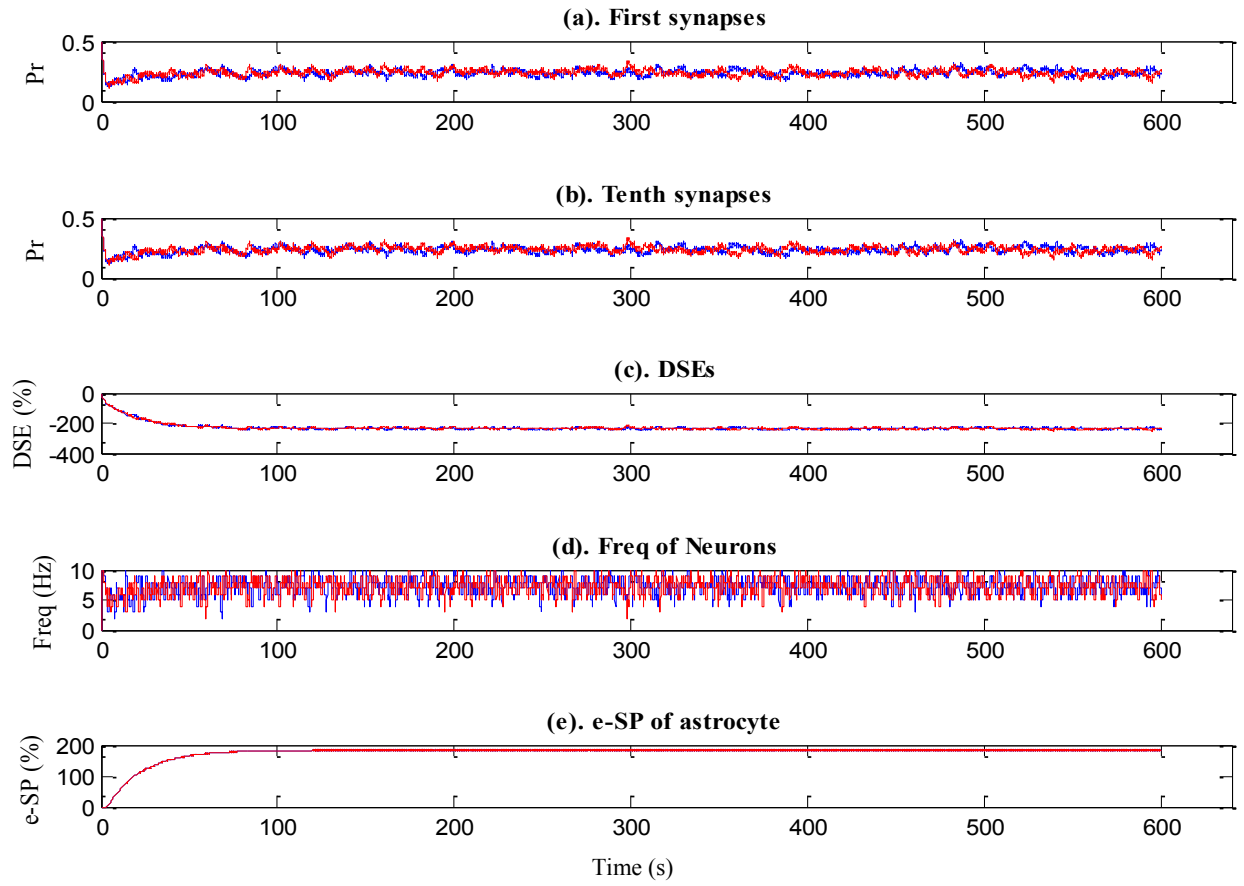 (a). First synapses
Pr
0.5
0
0 100 200 300 400 500 600
(b). Tenth synapses
Pr
0.5
0
0 100 200 300 400 500 600
(c). DSEs
DSE (%)
0
-200
-400
0 100 200 300 400 500 600
(d). Freq of Neurons
Freq (Hz)
10
5
0
0 100 200 300 400 500 600
(e). e-SP of astrocyte
e-SP (%)
200
100
0
0 100 200 300 400 500 600
Time (s)